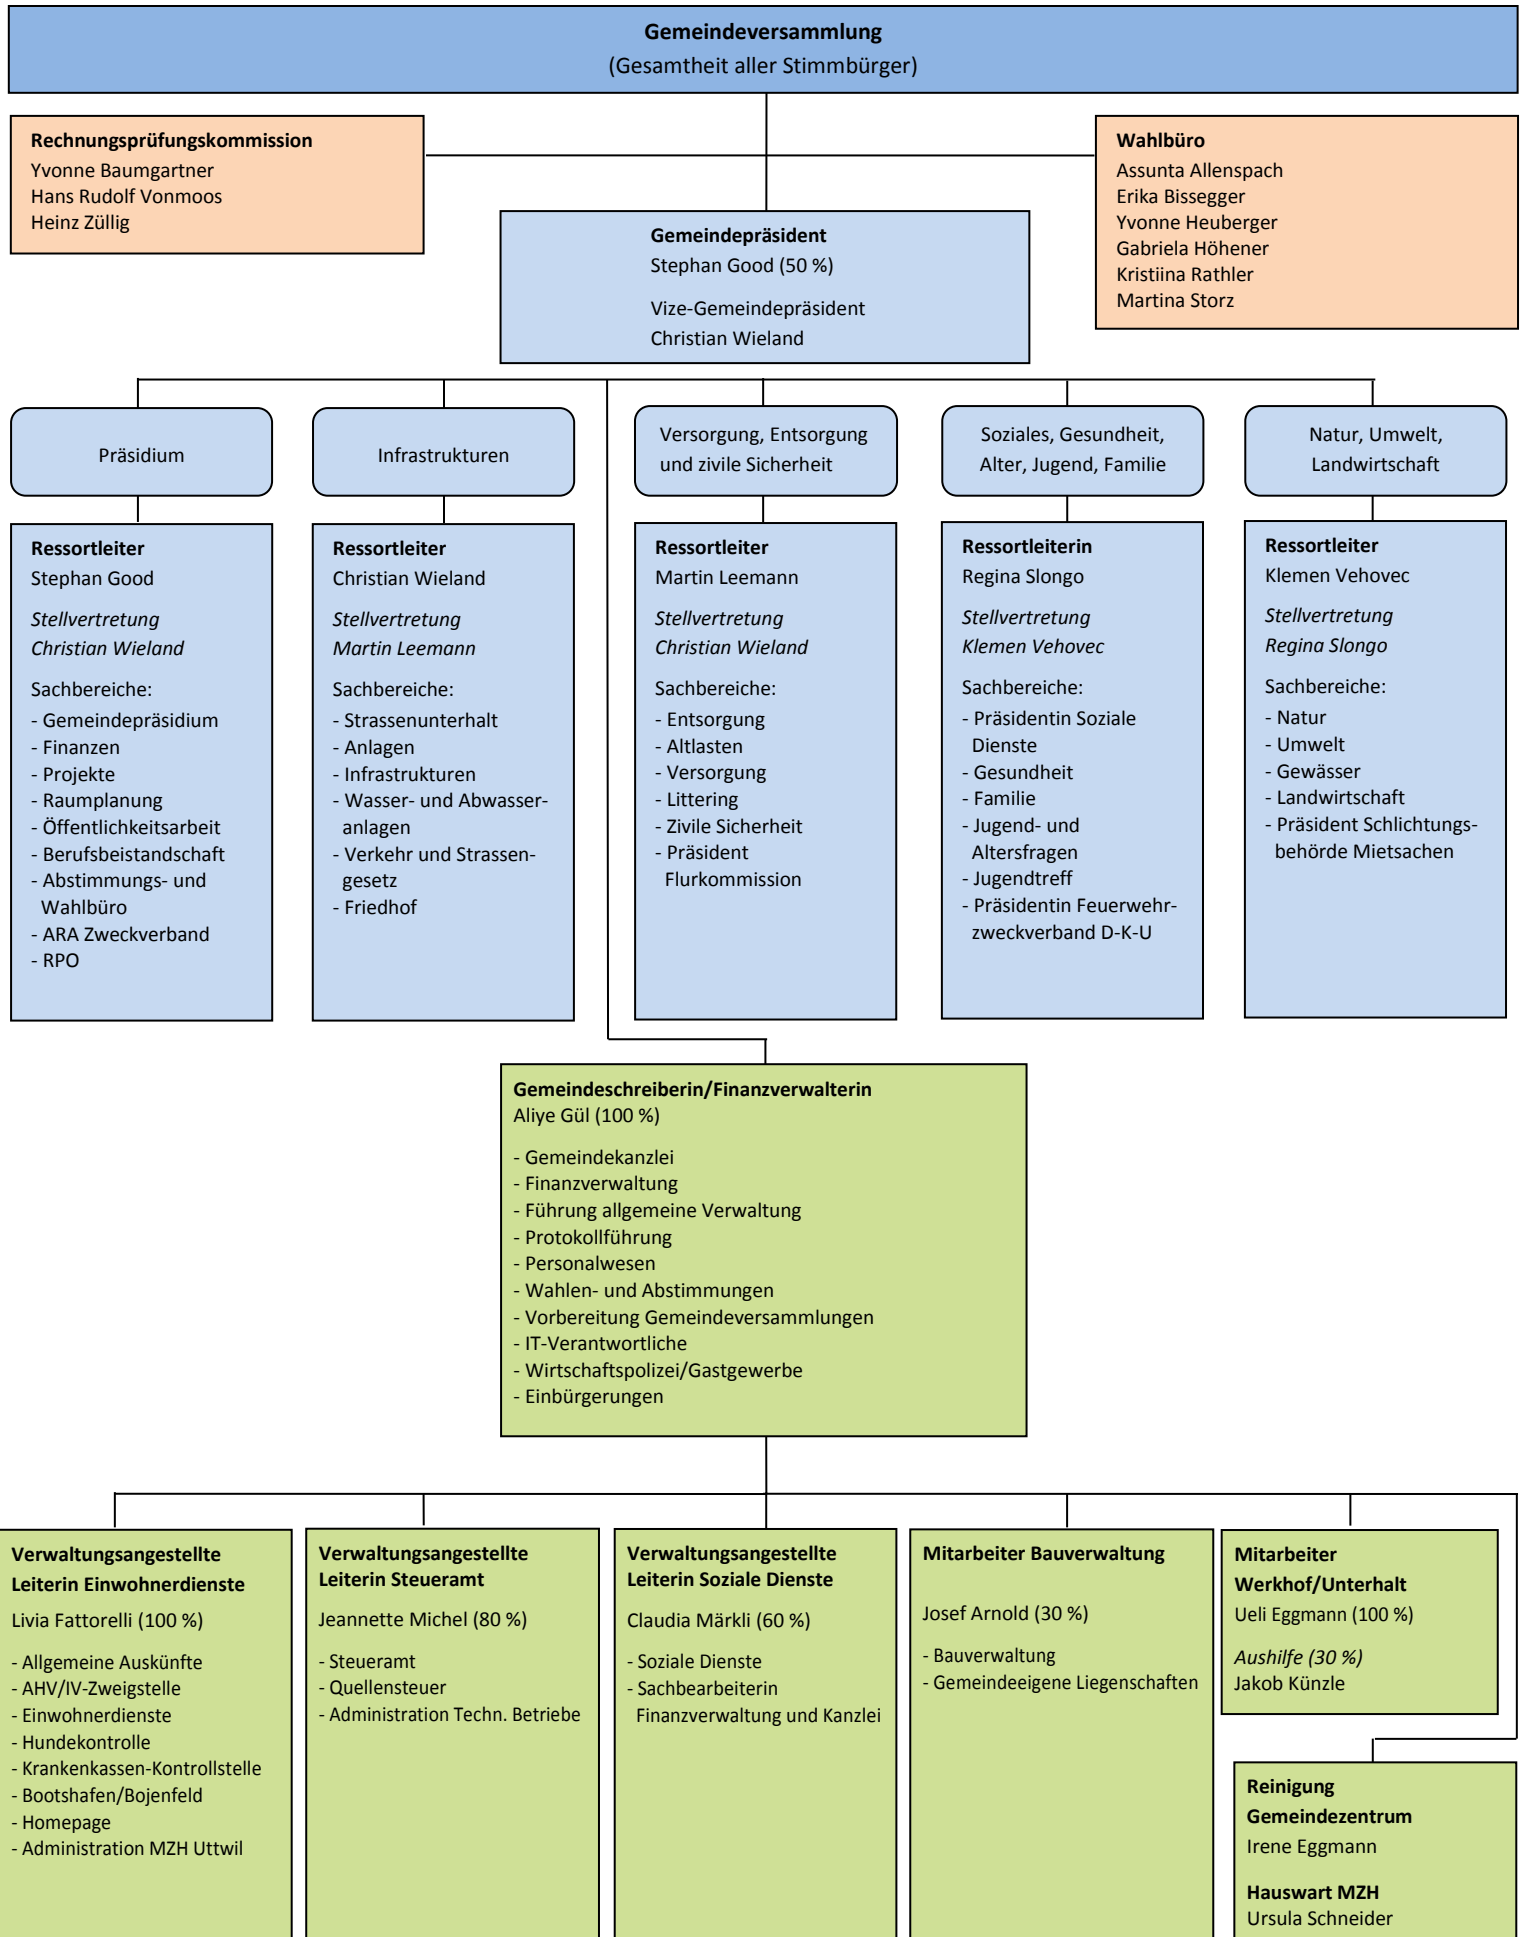 Gemeindeversammlung
(Gesamtheit aller Stimmbürger)
Rechnungsprüfungskommission
Yvonne Baumgartner
Hans Rudolf Vonmoos
Heinz Züllig
Wahlbüro
Assunta Allenspach
Erika Bissegger
Yvonne Heuberger
Gabriela Höhener
Kristiina Rathler
Martina Storz
Gemeindepräsident
Stephan Good (50 %)
Vize-Gemeindepräsident
Christian Wieland
Präsidium
Infrastrukturen
Versorgung, Entsorgung
und zivile Sicherheit
Soziales, Gesundheit,
Alter, Jugend, Familie
Natur, Umwelt,
Landwirtschaft
Ressortleiter
Stephan Good
Stellvertretung
Christian Wieland
Sachbereiche:
- Gemeindepräsidium
- Finanzen
- Projekte
- Raumplanung
- Öffentlichkeitsarbeit
- Berufsbeistandschaft
- Abstimmungs- und
Wahlbüro
- ARA Zweckverband
- RPO
Ressortleiter
Christian Wieland
Stellvertretung
Martin Leemann
Sachbereiche:
- Strassenunterhalt
- Anlagen
- Infrastrukturen
- Wasser- und Abwasser-
anlagen
- Verkehr und Strassen-
gesetz
- Friedhof
Ressortleiter
Martin Leemann
Stellvertretung
Christian Wieland
Sachbereiche:
- Entsorgung
- Altlasten
- Versorgung
- Littering
- Zivile Sicherheit
- Präsident
Flurkommission
Ressortleiterin
Regina Slongo
Stellvertretung
Klemen Vehovec
Sachbereiche:
- Präsidentin Soziale
Dienste
- Gesundheit
- Familie
- Jugend- und
Altersfragen
- Jugendtreff
- Präsidentin Feuerwehr-
zweckverband D-K-U
Ressortleiter
Klemen Vehovec
Stellvertretung
Regina Slongo
Sachbereiche:
- Natur
- Umwelt
- Gewässer
- Landwirtschaft
- Präsident Schlichtungs-
behörde Mietsachen
Gemeindeschreiberin/Finanzverwalterin
Aliye Gül (100 %)
- Gemeindekanzlei
- Finanzverwaltung
- Führung allgemeine Verwaltung
- Protokollführung
- Personalwesen
- Wahlen- und Abstimmungen
- Vorbereitung Gemeindeversammlungen
- IT-Verantwortliche
- Wirtschaftspolizei/Gastgewerbe
- Einbürgerungen
Verwaltungsangestellte
Leiterin Einwohnerdienste
Livia Fattorelli (100 %)
- Allgemeine Auskünfte
- AHV/IV-Zweigstelle
- Einwohnerdienste
- Hundekontrolle
- Krankenkassen-Kontrollstelle
- Bootshafen/Bojenfeld
- Homepage
- Administration MZH Uttwil
Verwaltungsangestellte
Leiterin Steueramt
Jeannette Michel (80 %)
- Steueramt
- Quellensteuer
- Administration Techn. Betriebe
Verwaltungsangestellte
Leiterin Soziale Dienste
Claudia Märkli (60 %)
- Soziale Dienste
- Sachbearbeiterin
Finanzverwaltung und Kanzlei
Mitarbeiter Bauverwaltung
Josef Arnold (30 %)
- Bauverwaltung
- Gemeindeeigene Liegenschaften
Mitarbeiter
Werkhof/Unterhalt
Ueli Eggmann (100 %)
Aushilfe (30 %)
Jakob Künzle
Reinigung
Gemeindezentrum
Irene Eggmann
Hauswart MZH
Ursula Schneider